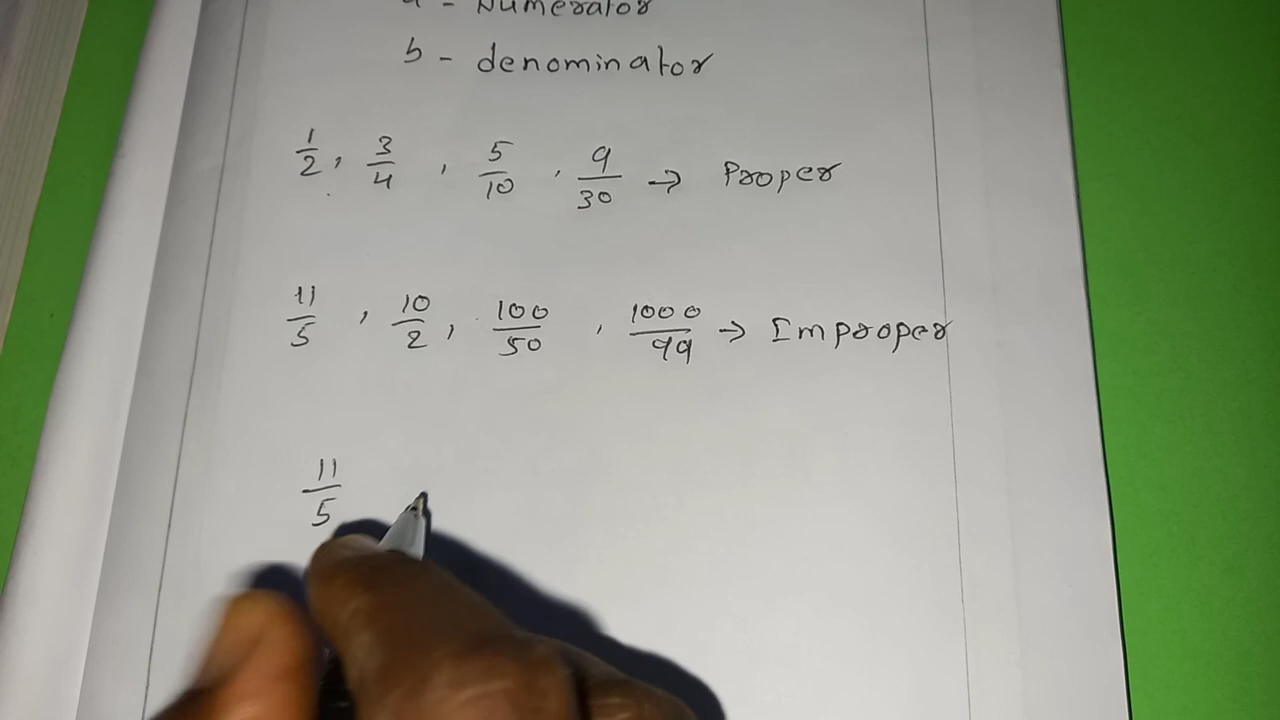 a - Numerator
b - denominator
1/2, 3/4, 5/10, 9/30 → Proper
11/5, 10/2, 100/50, 1000/99 → Improper
11/5